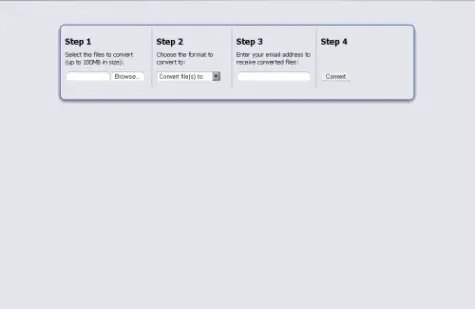 Step 1
Select the files to convert
(up to 100MB in size):
Browse...
Step 2
Choose the format to
convert to:
Convert file(s) to:
Step 3
Enter your email address to
receive converted files:
Step 4
Convert